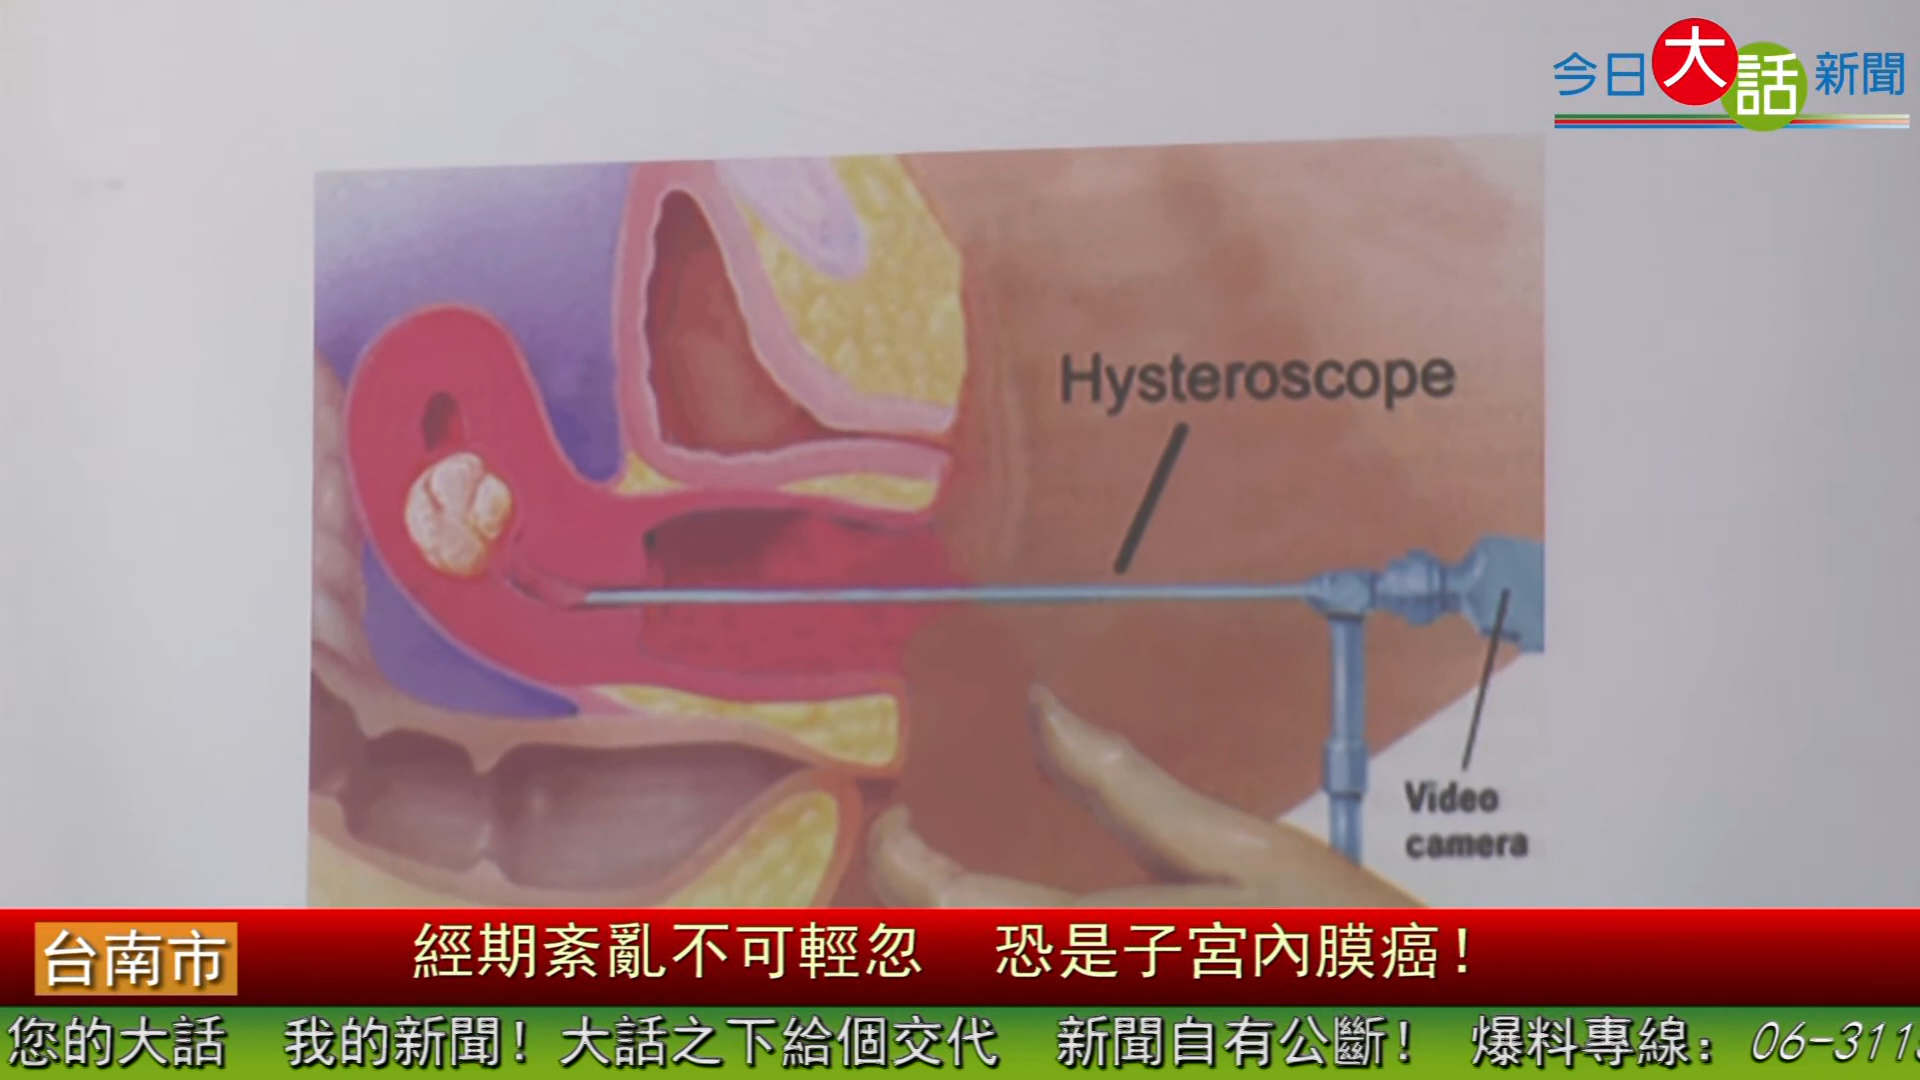 今日大話新聞
Hysteroscope
Video
camera
台南市
經期紊亂不可輕忽 恐是子宮內膜癌！
您的大話 我的新聞！大話之下給個交代 新聞自有公斷！ 爆料專線：06-311